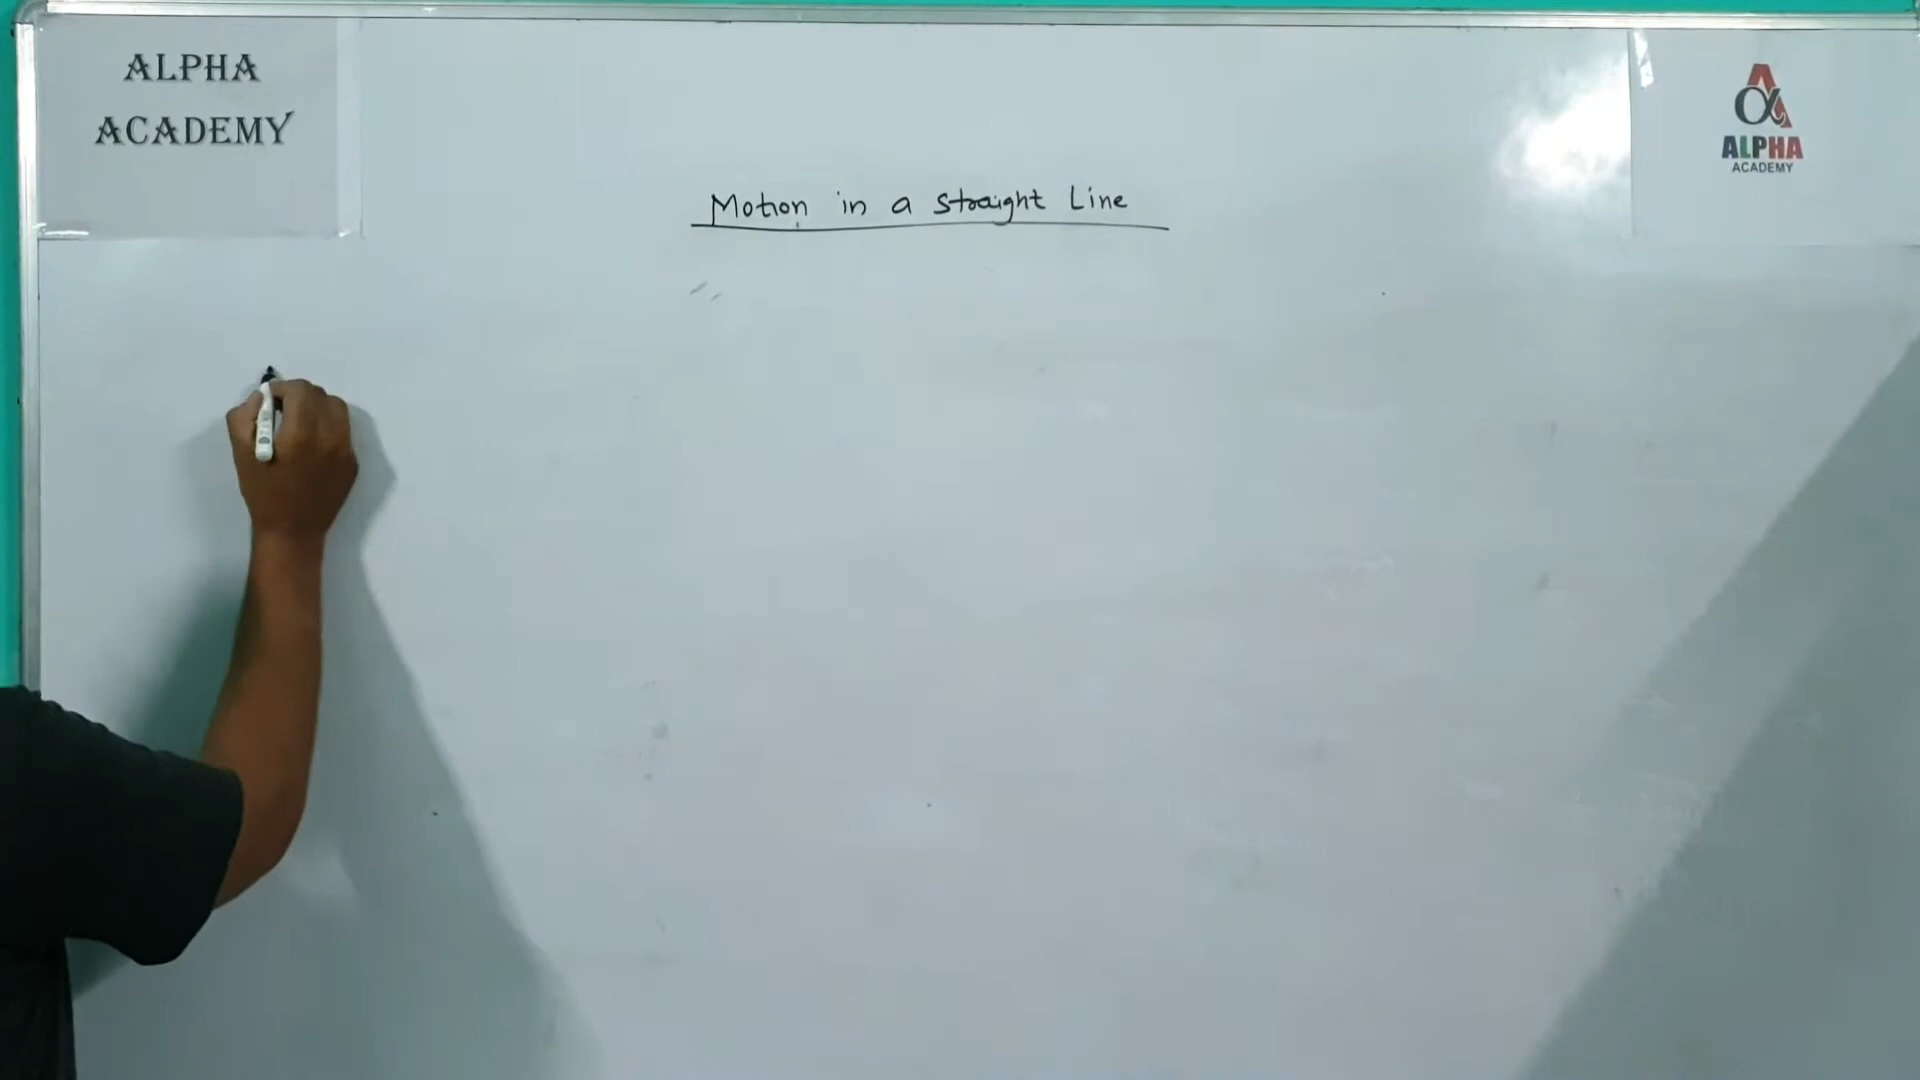 ALPHA
ACADEMY
α
ALPHA
ACADEMY
Motion in a straight Line